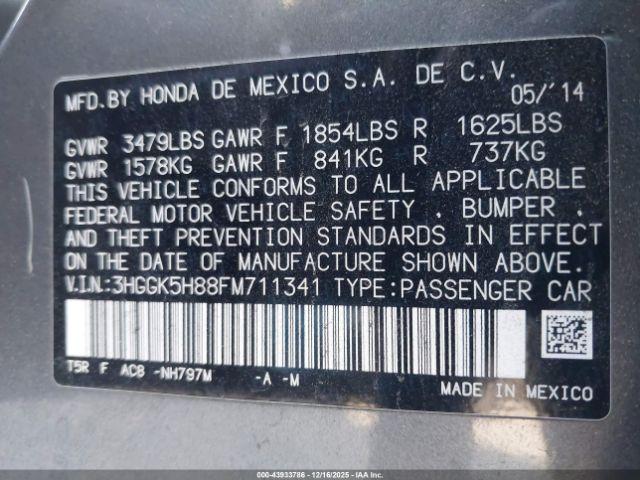 MFD.BY HONDA DE MEXICO S.A. DE C.V.
05/'14
GVWR 3479LBS GAWR F 1854LBS R 1625LBS
GVWR 1578KG GAWR F 841KG R 737KG
THIS VEHICLE CONFORMS TO ALL APPLICABLE
FEDERAL MOTOR VEHICLE SAFETY . BUMPER .
AND THEFT PREVENTION STANDARDS IN EFFECT
ON THE DATE OF MANUFACTURE SHOWN ABOVE.
V.I.N.:3HGGK5H88FM711341 TYPE:PASSENGER CAR
T5R F AC8 -NH797M -A -M
MADE IN MEXICO
000-43933786 - 12/16/2025 - IAAI.COM